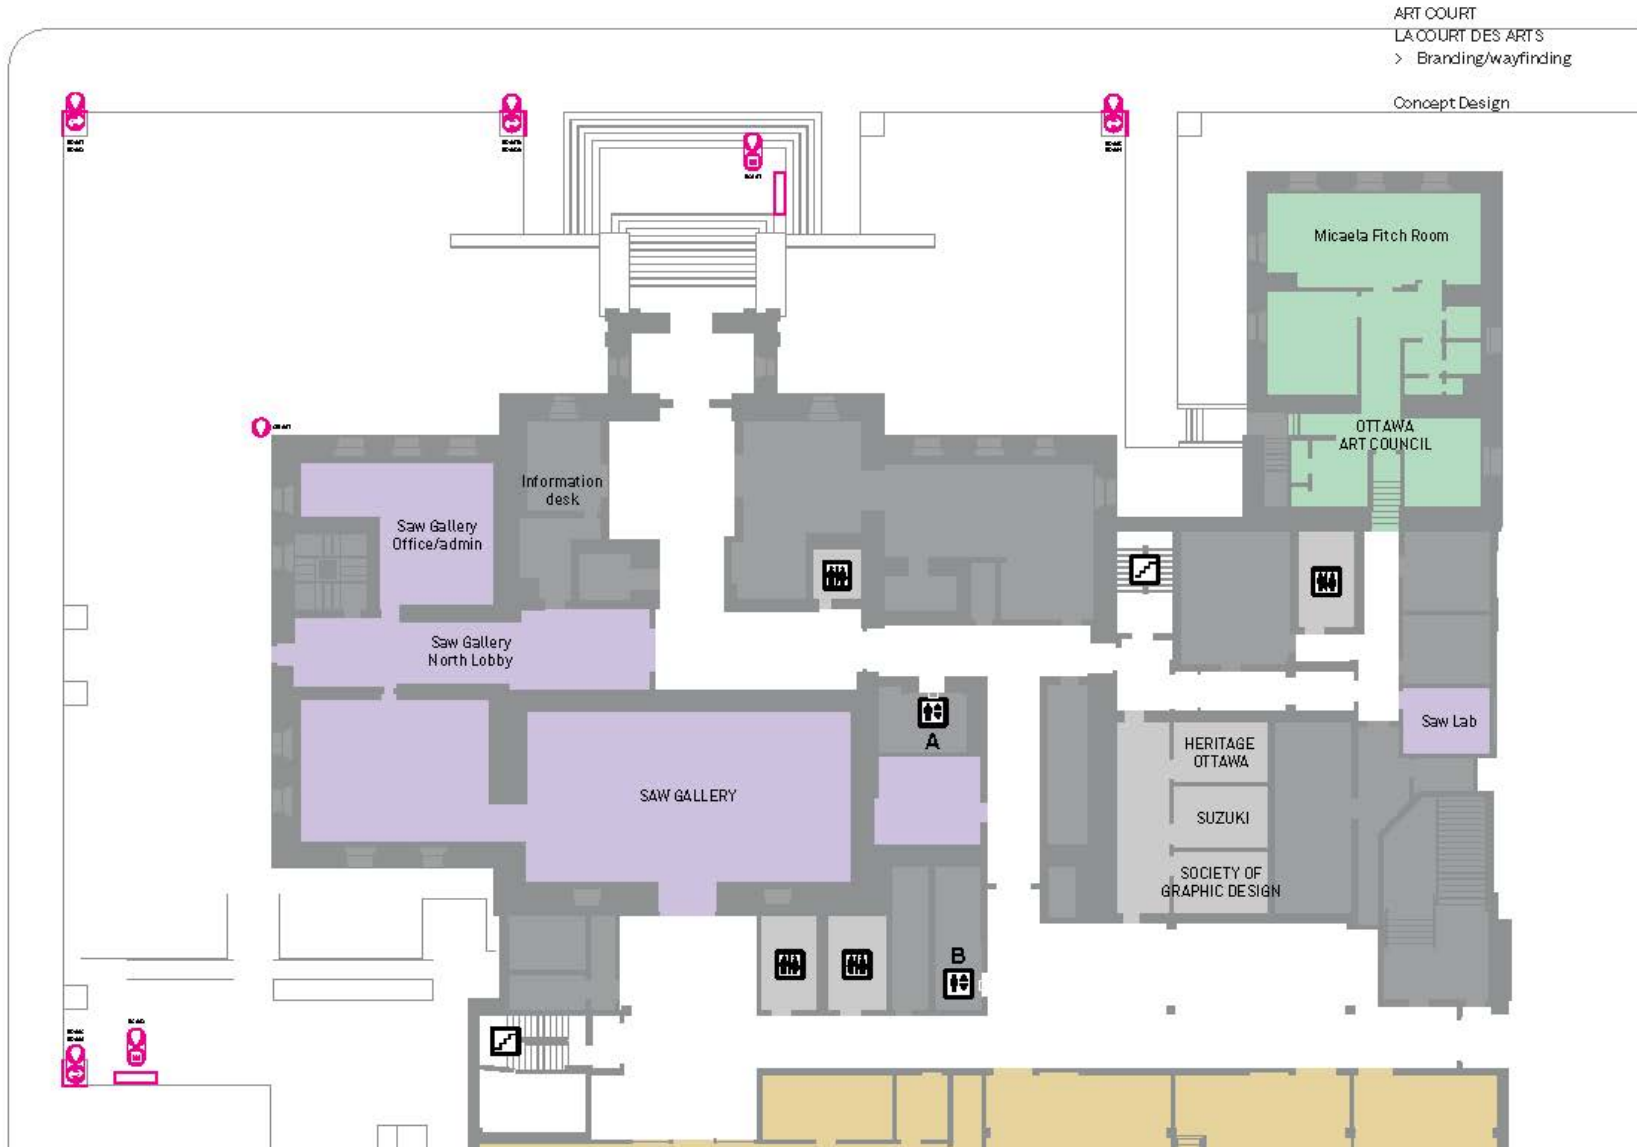 ART COURT
LA COURT DES ARTS
> Branding/wayfinding
Concept Design
Micaela Fitch Room
OTTAWA
ART COUNCIL
Information
desk
Saw Gallery
Office/admin
Saw Gallery
North Lobby
Saw Lab
A
HERITAGE
OTTAWA
SAW GALLERY
SUZUKI
SOCIETY OF
GRAPHIC DESIGN
B